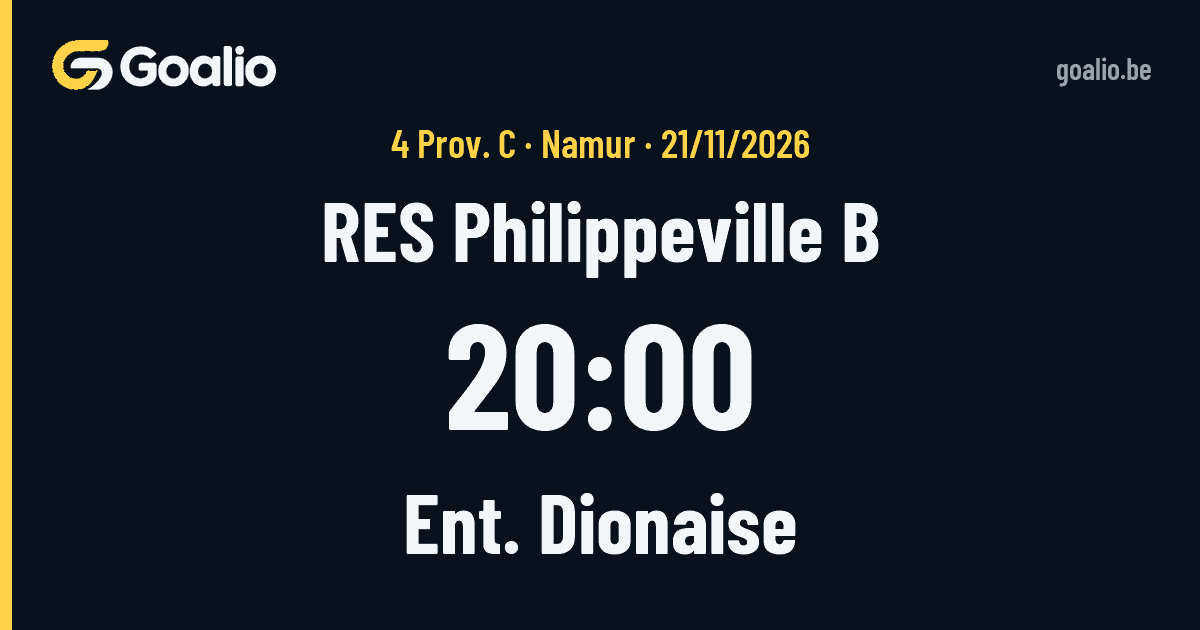 Goalio
goalio.be
4 Prov. C · Namur · 21/11/2026
RES Philippeville B
20:00
Ent. Dionaise